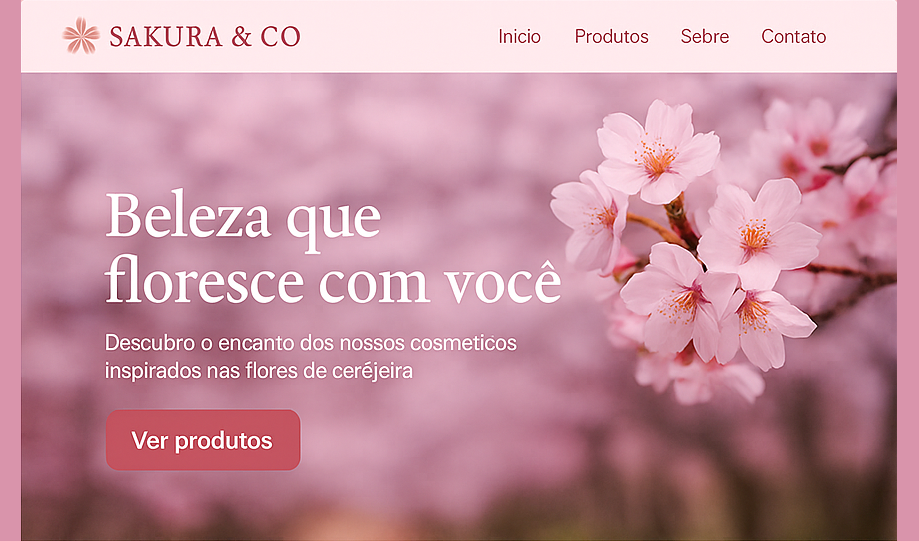 SAKURA & CO
Inicio Produtos Sebre Contato
Beleza que
floresce com você
Descubro o encanto dos nossos cosmeticos
inspirados nas flores de ceréjeira
Ver produtos